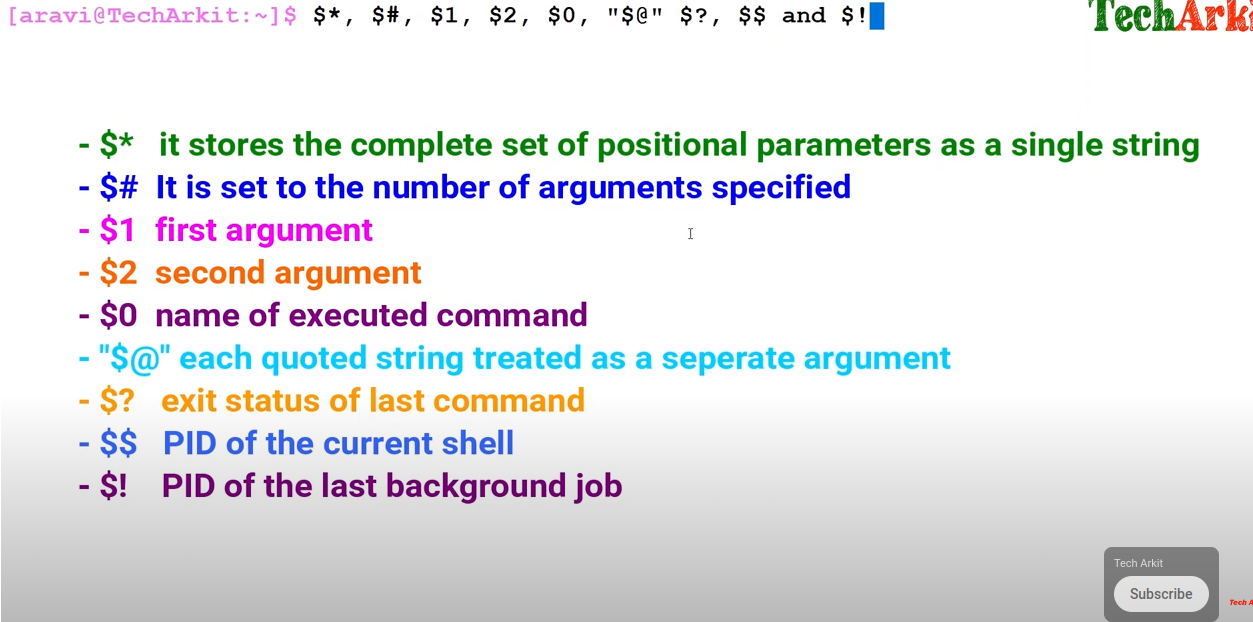 [aravi@TechArkit:~]$ $*, $#, $1, $2, $0, "$@" $?, $$ and $!
TechArki
- $* it stores the complete set of positional parameters as a single string
- $# It is set to the number of arguments specified
- $1 first argument
- $2 second argument
- $0 name of executed command
- "$@" each quoted string treated as a seperate argument
- $? exit status of last command
- $$ PID of the current shell
- $! PID of the last background job
Tech Arkit
Subscribe
Tech A